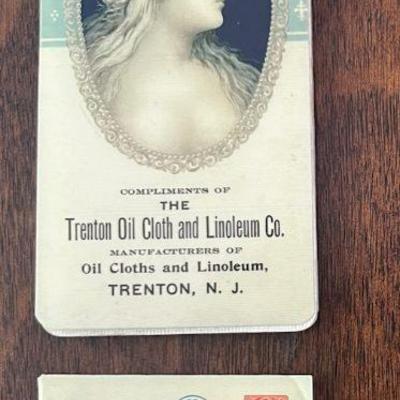 COMPLIMENTS OF
THE
Trenton Oil Cloth and Linoleum Co.
MANUFACTURERS OF
Oil Cloths and Linoleum,
TRENTON, N. J.